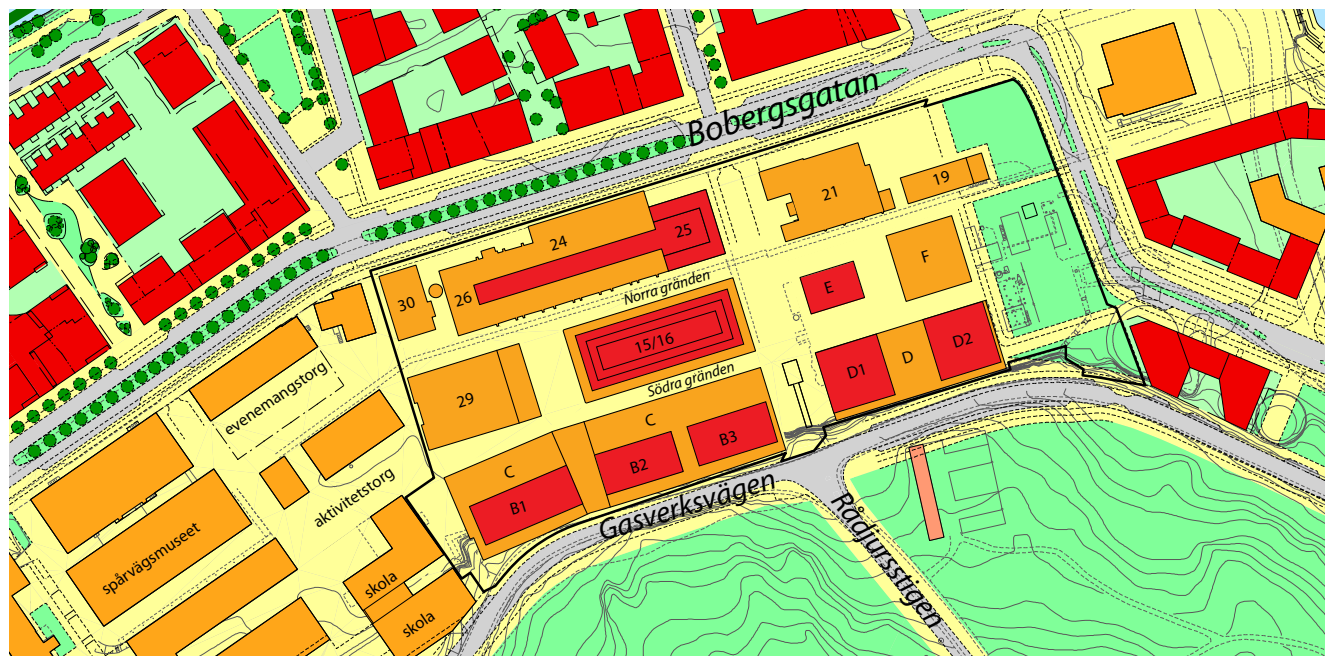 Bobergsgatan
21
19
24
25
F
Norra gränden
E
30
26
15/16
D2
D
D1
evenemangstorg
29
Södra gränden
C
B3
B2
C
B1
aktivitetstorg
Gasverksvägen
Rådjursstigen
spårvägsmuseet
skola
skola